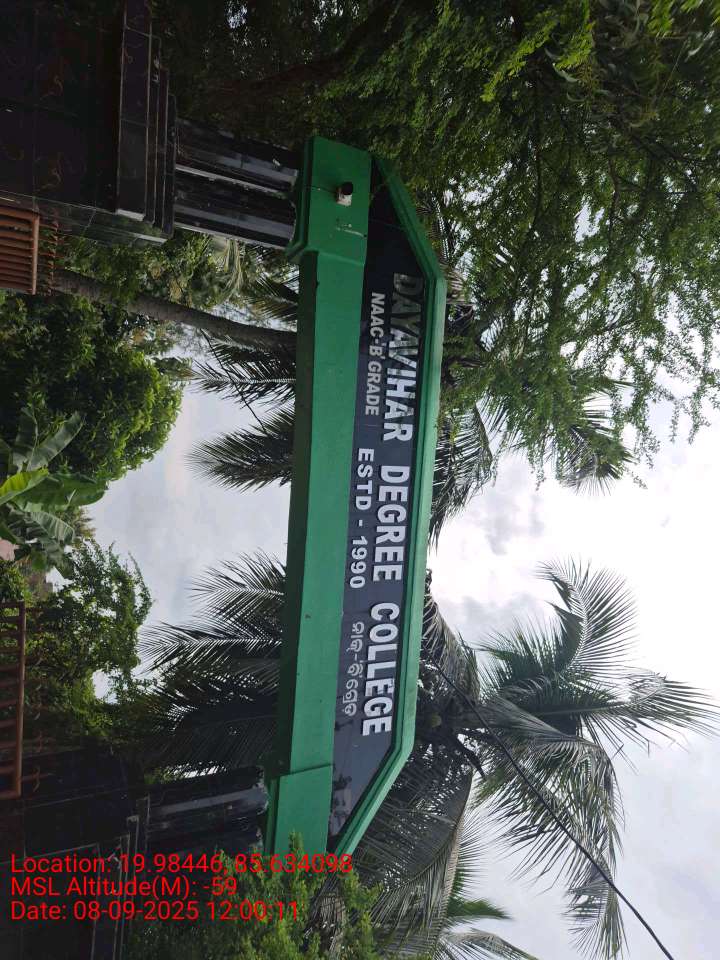 DAYAVIHAR DEGREE COLLEGE
NAAC-B GRADE ESTD - 1990 ନାକ୍-ବି ଗ୍ରେଡ଼
Location: 19.98446, 85.634098
MSL Altitude(M): -59
Date: 08-09-2025 12:00:11